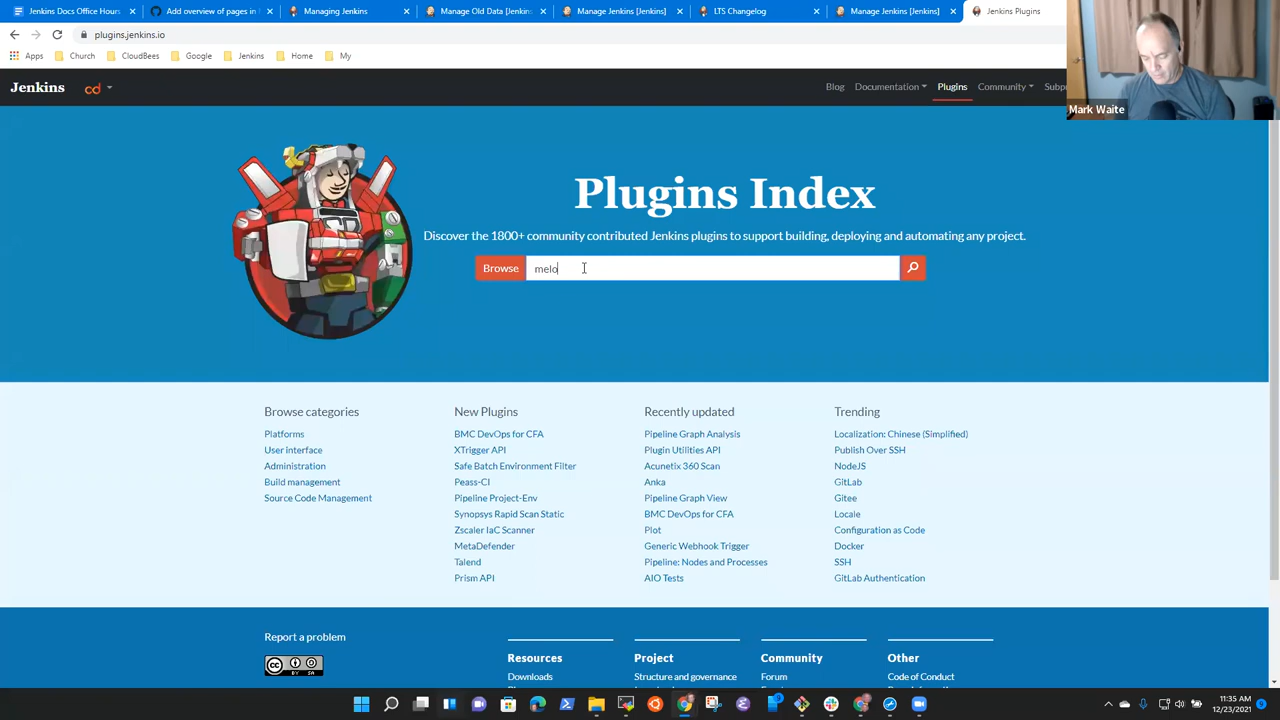 Jenkins Docs Office Hours
Add overview of pages in
Managing Jenkins
Manage Old Data [Jenkins
Manage Jenkins [Jenkins]
LTS Changelog
Manage Jenkins [Jenkins]
Jenkins Plugins
plugins.jenkins.io
Apps
Church
CloudBees
Google
Jenkins
Home
My
Jenkins
cd
Blog
Documentation
Plugins
Community
Mark Waite
Plugins Index
Discover the 1800+ community contributed Jenkins plugins to support building, deploying and automating any project.
Browse
melo
Browse categories
Platforms
User interface
Administration
Build management
Source Code Management
New Plugins
BMC DevOps for CFA
XTrigger API
Safe Batch Environment Filter
Peass-CI
Pipeline Project-Env
Synopsys Rapid Scan Static
Zscaler IaC Scanner
MetaDefender
Talend
Prism API
Recently updated
Pipeline Graph Analysis
Plugin Utilities API
Acunetix 360 Scan
Anka
Pipeline Graph View
BMC DevOps for CFA
Plot
Generic Webhook Trigger
Pipeline: Nodes and Processes
AIO Tests
Trending
Localization: Chinese (Simplified)
Publish Over SSH
NodeJS
GitLab
Gitee
Locale
Configuration as Code
Docker
SSH
GitLab Authentication
Report a problem
Resources
Downloads
Project
Structure and governance
Community
Forum
Other
Code of Conduct
11:35 AM
12/23/2021